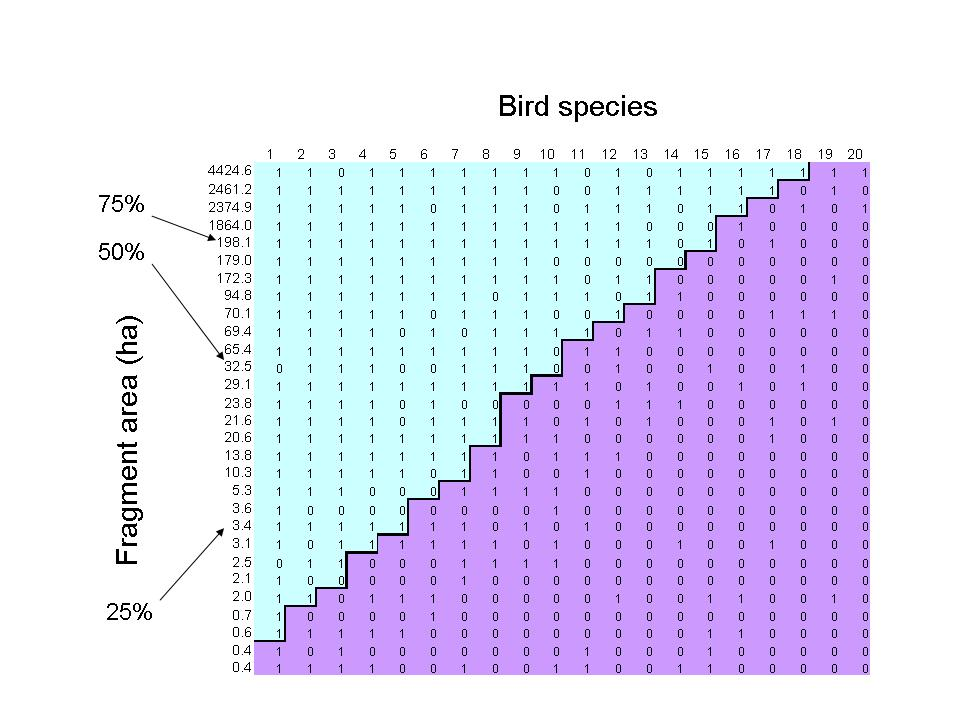 Bird species
1 2 3 4 5 6 7 8 9 10 11 12 13 14 15 16 17 18 19 20
4424.6 1 1 0 1 1 1 1 1 1 1 0 1 0 1 1 1 1 1 1 1
2461.2 1 1 1 1 1 1 1 1 1 0 0 1 1 1 1 1 1 0 1 0
2374.9 1 1 1 1 1 0 1 1 1 0 1 1 1 0 1 1 0 1 0 1
1864.0 1 1 1 1 1 1 1 1 1 1 1 1 0 0 0 1 0 0 0 0
198.1 1 1 1 1 1 1 1 1 1 1 1 1 1 0 1 0 1 0 0 0
179.0 1 1 1 1 1 1 1 1 1 0 0 0 0 0 0 0 0 0 0 0
172.3 1 1 1 1 1 1 1 1 1 1 0 1 1 0 0 0 0 0 1 0
94.8 1 1 1 1 1 1 1 0 1 1 1 0 1 1 0 0 0 0 0 0
70.1 1 1 1 1 1 0 1 1 1 0 0 1 0 0 0 0 1 1 1 0
69.4 1 1 1 1 0 1 0 1 1 1 1 0 1 1 0 0 0 0 0 0
65.4 1 1 1 1 1 1 1 1 1 0 1 1 0 0 0 0 0 0 0 0
32.5 0 1 1 1 0 0 1 1 1 0 0 1 0 0 1 0 0 1 0 0
29.1 1 1 1 1 1 1 1 1 1 1 1 0 1 0 0 1 0 1 0 0
23.8 1 1 1 1 0 1 0 0 0 0 0 1 1 1 0 0 0 0 0 0
21.6 1 1 1 1 0 1 1 1 1 0 1 0 1 0 0 0 1 0 1 0
20.6 1 1 1 1 1 1 1 1 1 1 1 0 0 0 0 0 1 0 0 0
13.8 1 1 1 1 1 1 1 1 0 1 0 1 0 0 0 0 0 0 0 0
10.3 1 1 1 1 1 0 1 1 0 0 1 0 0 0 0 0 0 0 0 0
5.3 1 1 1 0 0 0 1 1 1 1 0 0 0 0 0 0 0 0 0 0
3.6 1 0 0 0 0 0 0 0 0 1 0 0 0 0 0 0 0 0 0 0
3.4 1 1 1 1 1 1 1 0 1 0 1 0 0 0 0 0 0 0 0 0
3.1 1 0 1 1 1 1 1 1 0 1 0 0 0 1 0 0 1 0 0 0
2.5 0 1 1 0 0 0 1 1 1 1 0 0 0 0 0 0 0 0 0 0
2.1 1 0 0 0 0 0 1 0 0 0 0 0 0 0 0 0 0 0 0 0
2.0 1 1 0 1 1 1 0 0 0 0 0 1 0 0 1 1 0 0 1 0
0.7 1 0 0 0 0 1 0 0 0 0 0 0 0 0 0 0 0 0 0 0
0.6 1 1 1 1 1 0 0 0 0 0 0 0 0 0 1 1 0 0 0 0
0.4 1 0 1 0 0 0 0 0 0 0 1 0 0 0 1 0 0 0 0 0
0.4 1 1 1 1 0 0 1 0 0 1 1 0 0 1 1 0 0 0 0 0
75%
50%
Fragment area (ha)
25%